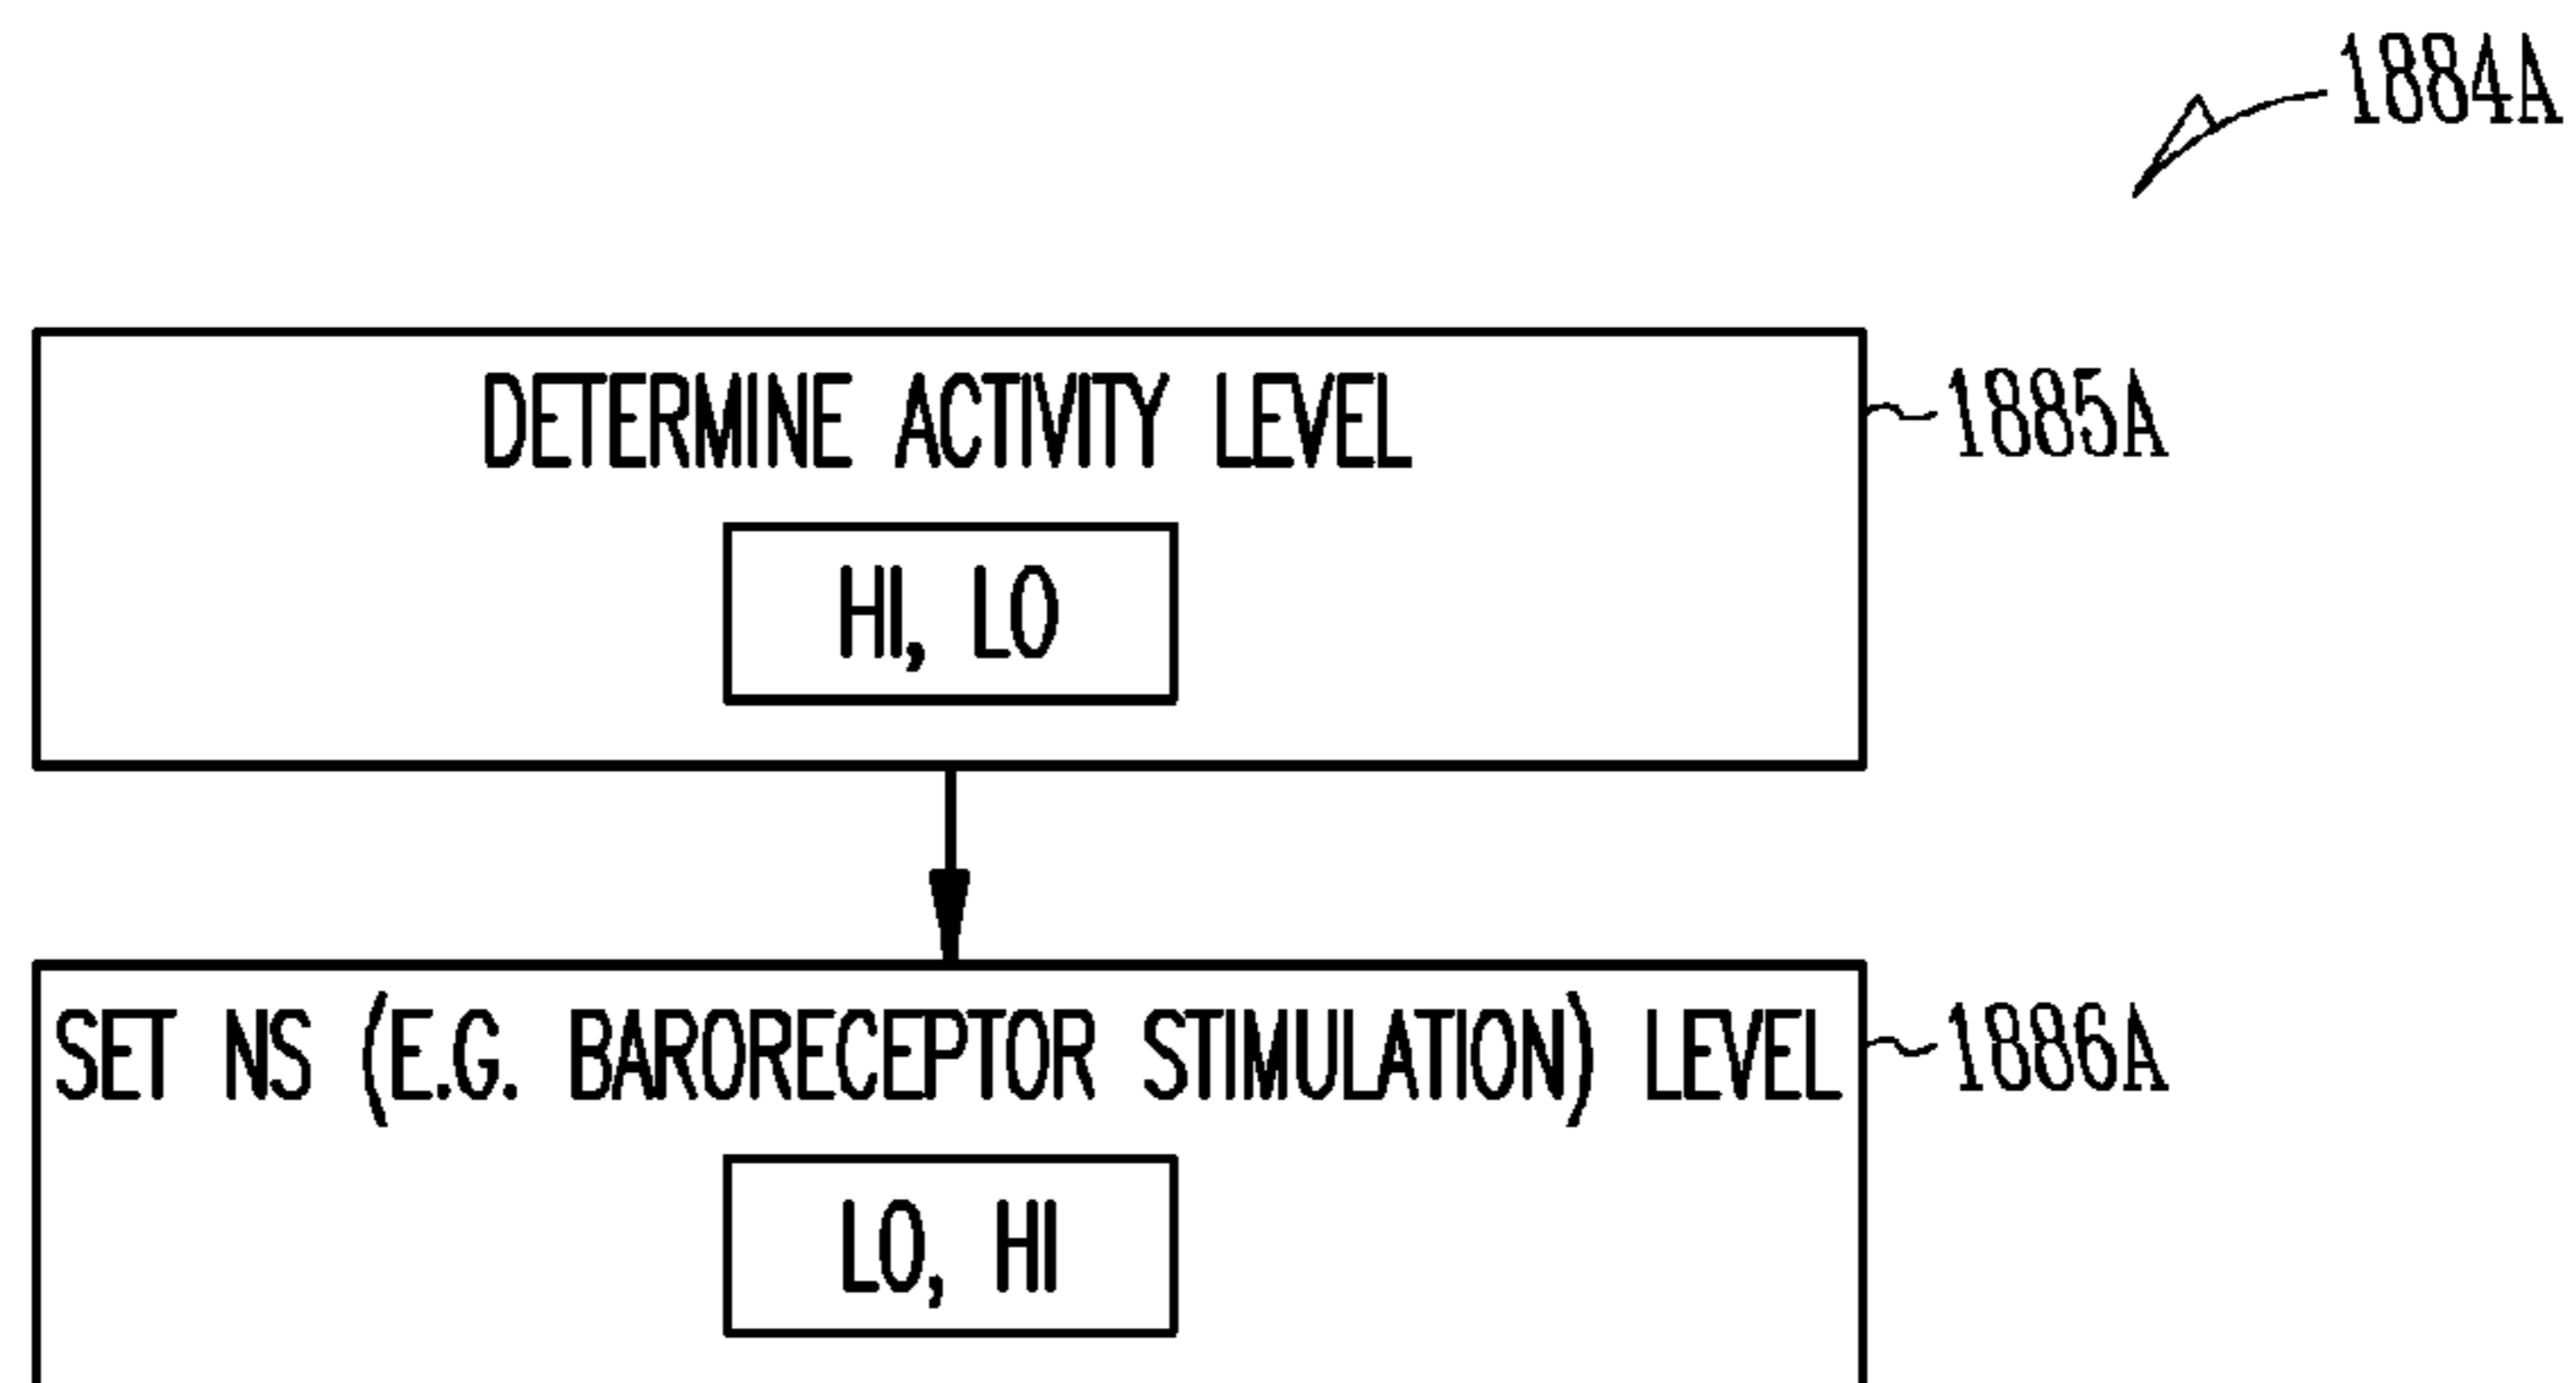 1884A
DETERMINE ACTIVITY LEVEL
1885A
HI, LO
SET NS (E.G. BARORECEPTOR STIMULATION) LEVEL
1886A
LO, HI